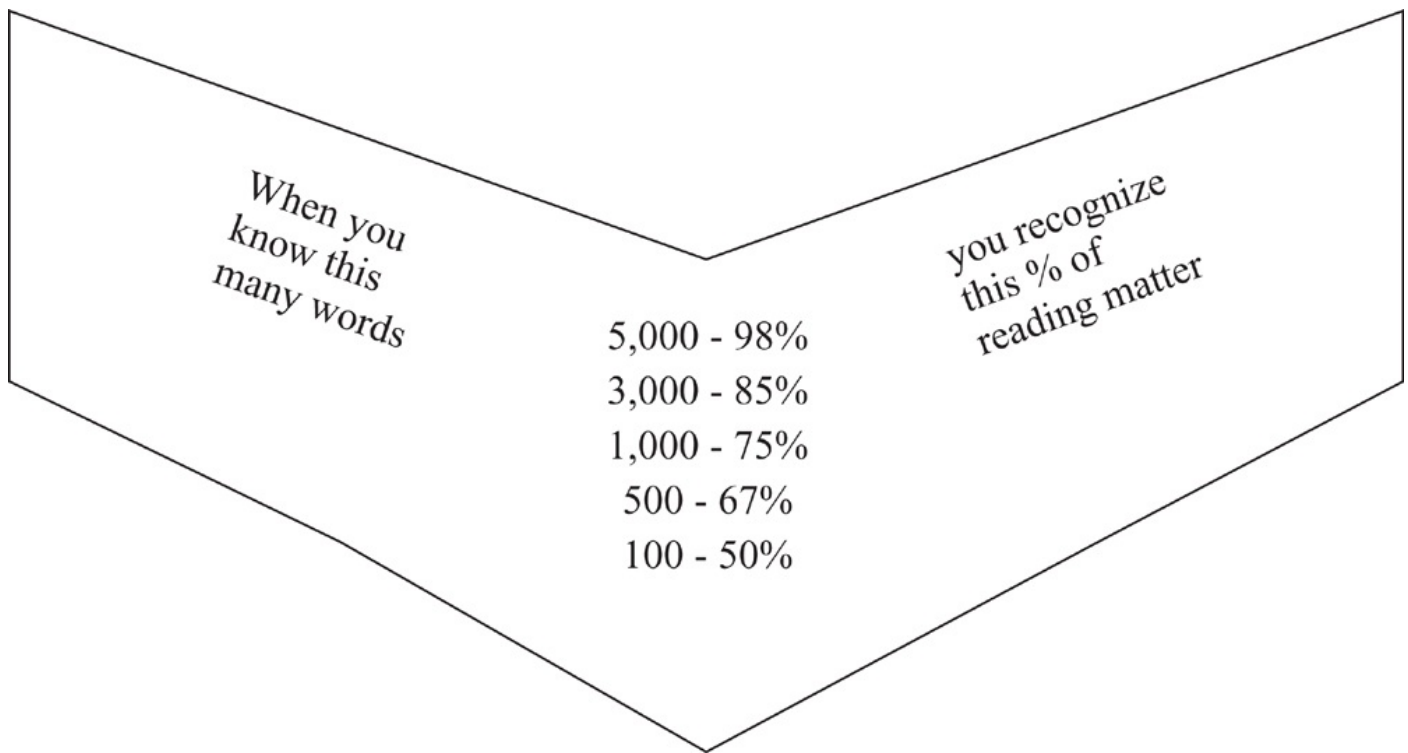 When you
know this
many words
you recognize
this % of
reading matter
5,000 - 98%
3,000 - 85%
1,000 - 75%
500 - 67%
100 - 50%